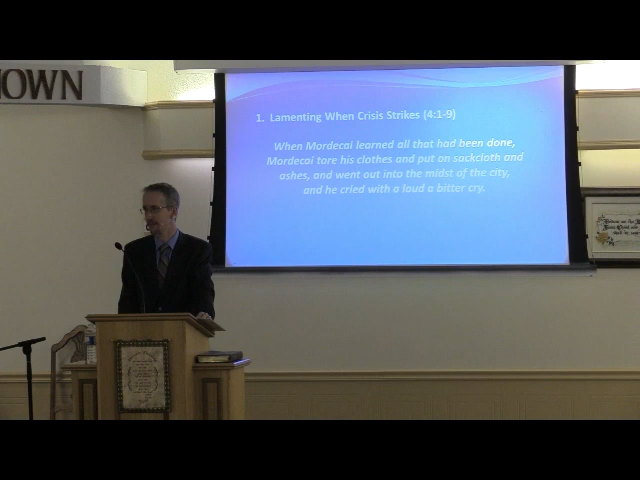 NOWN
1. Lamenting When Crisis Strikes (4:1-9)
When Mordecai learned all that had been done,
Mordecai tore his clothes and put on sackcloth and
ashes, and went out into the midst of the city,
and he cried with a loud a bitter cry.